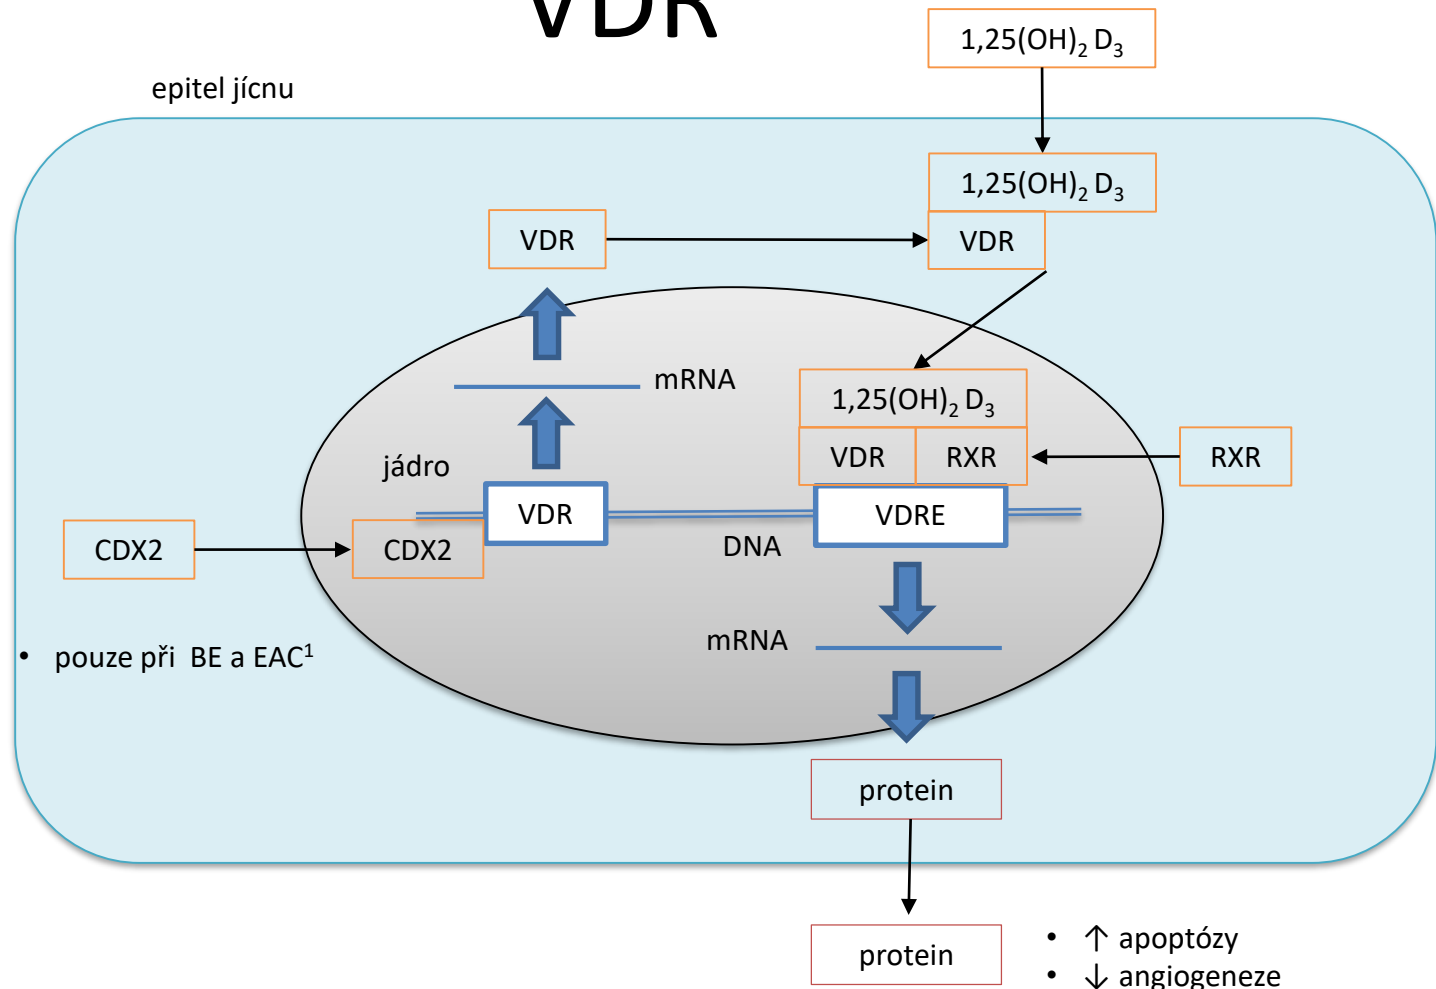 VDR
1,25(OH)₂ D₃
epitel jícnu
1,25(OH)₂ D₃
VDR
VDR
mRNA
1,25(OH)₂ D₃
VDR RXR
RXR
jádro
VDR
VDRE
CDX2
CDX2
DNA
mRNA
• pouze při BE a EAC¹
protein
protein
• ↑ apoptózy
• ↓ angiogeneze